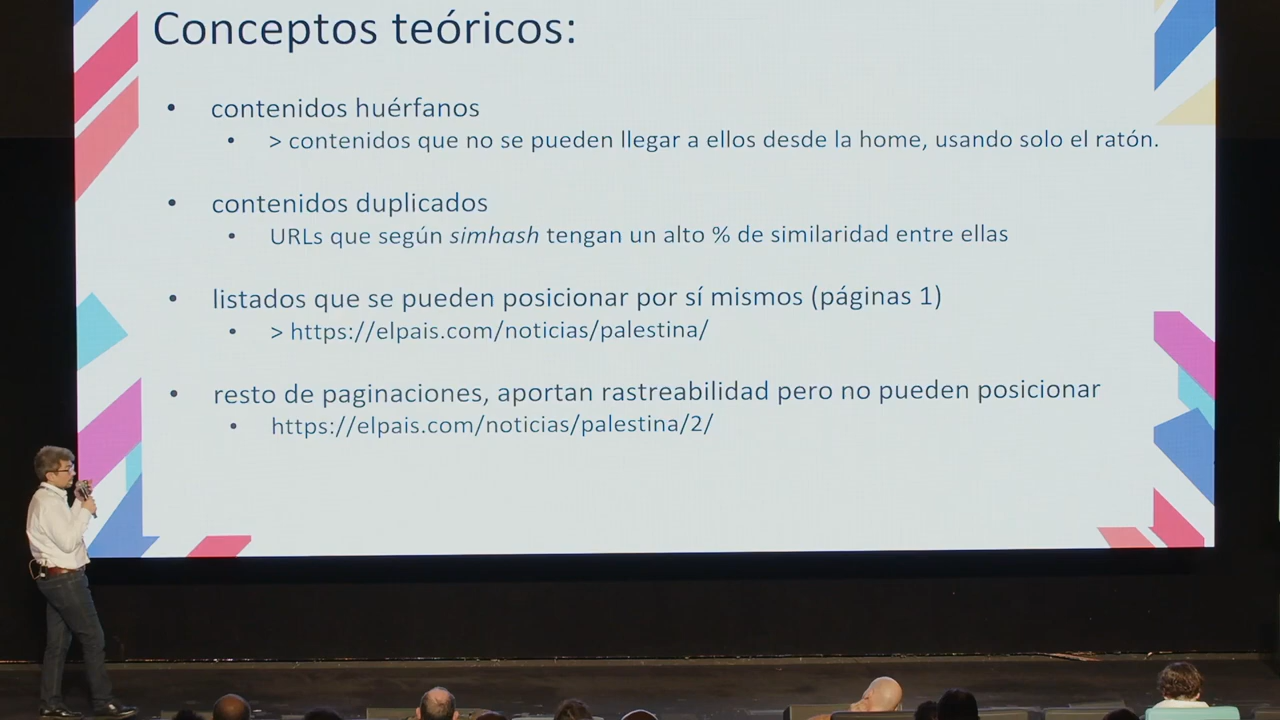 Conceptos teóricos:
• contenidos huérfanos
• > contenidos que no se pueden llegar a ellos desde la home, usando solo el ratón.
• contenidos duplicados
• URLs que según simhash tengan un alto % de similaridad entre ellas
• listados que se pueden posicionar por sí mismos (páginas 1)
• > https://elpais.com/noticias/palestina/
• resto de paginaciones, aportan rastreabilidad pero no pueden posicionar
• https://elpais.com/noticias/palestina/2/